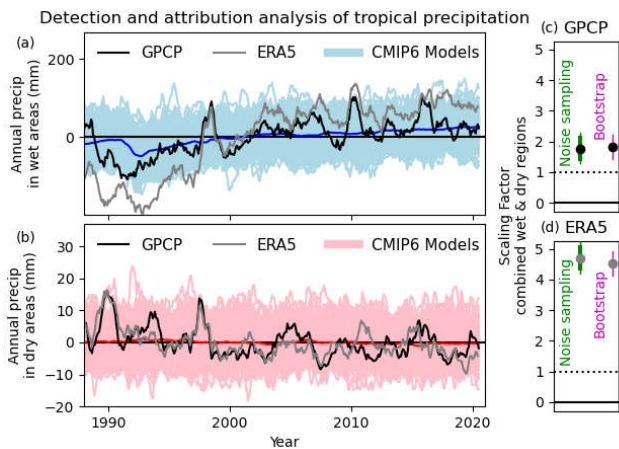 Detection and attribution analysis of tropical precipitation
(a)
GPCP
ERA5
CMIP6 Models
200
0
Annual precip
in wet areas (mm)
(b)
GPCP
ERA5
CMIP6 Models
30
20
10
0
−10
−20
Annual precip
in dry areas (mm)
1990
2000
2010
2020
Year
Scaling Factor
combined wet & dry regions
(c) GPCP
5
4
3
2
1
0
Noise sampling
Bootstrap
(d) ERA5
5
4
3
2
1
0
Noise sampling
Bootstrap